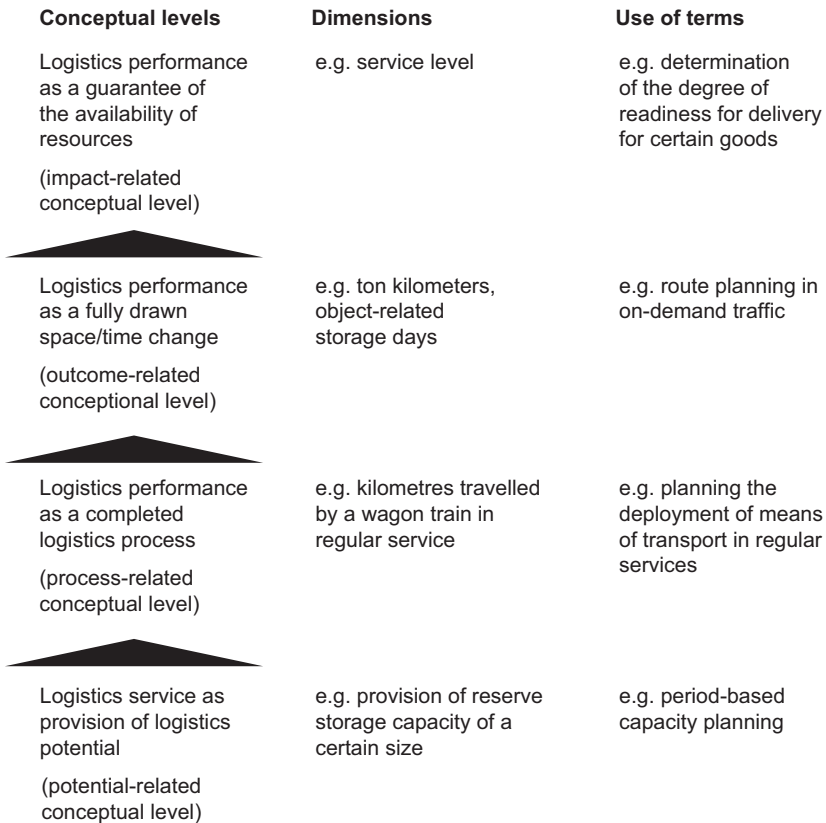 Conceptual levels
Dimensions
Use of terms
Logistics performance
as a guarantee of
the availability of
resources
(impact-related
conceptual level)
e.g. service level
e.g. determination
of the degree of
readiness for delivery
for certain goods
Logistics performance
as a fully drawn
space/time change
(outcome-related
conceptional level)
e.g. ton kilometers,
object-related
storage days
e.g. route planning in
on-demand traffic
Logistics performance
as a completed
logistics process
(process-related
conceptual level)
e.g. kilometres travelled
by a wagon train in
regular service
e.g. planning the
deployment of means
of transport in regular
services
Logistics service as
provision of logistics
potential
(potential-related
conceptual level)
e.g. provision of reserve
storage capacity of a
certain size
e.g. period-based
capacity planning